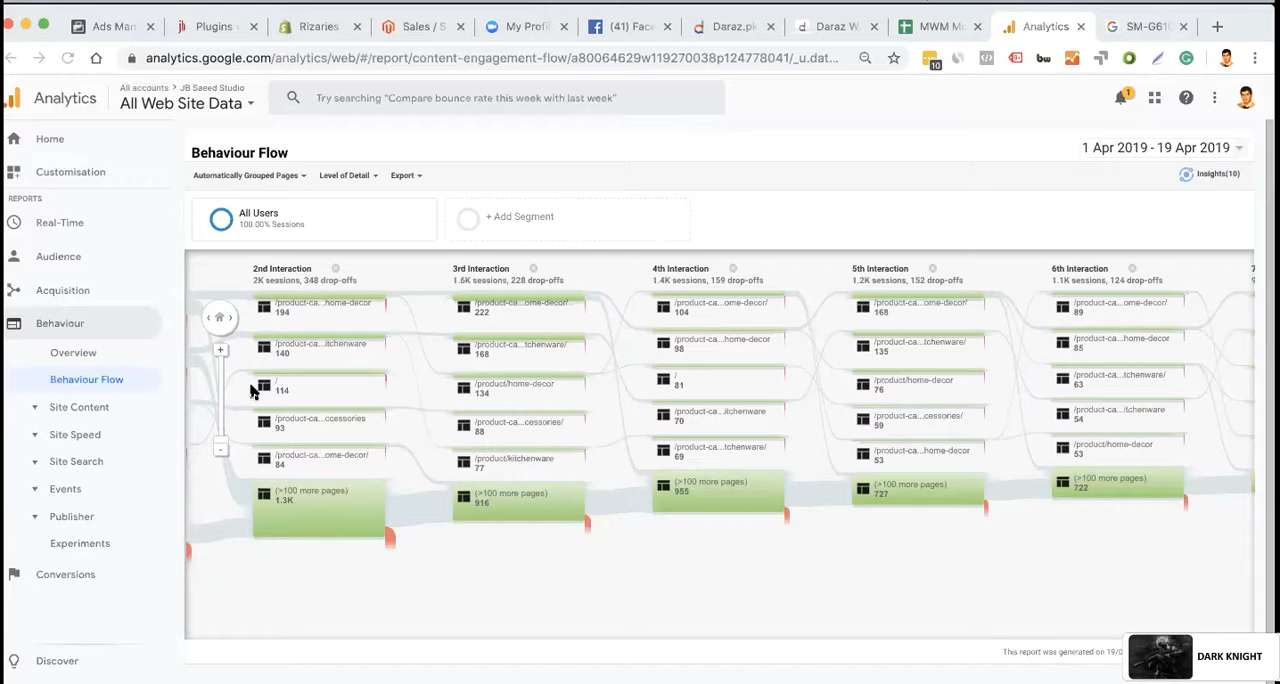 Ads Man
Plugins
Rizaries
Sales / S
My Profi
(41) Face
Daraz.pk
Daraz W
MWM Mo
Analytics
SM-G610
analytics.google.com/analytics/web/#/report/content-engagement-flow/a80064629w119270038p124778041/_u.dat...
10
Analytics
All accounts > JB Saeed Studio
All Web Site Data
Try searching "Compare bounce rate this week with last week"
1
Home
Customisation
REPORTS
Real-Time
Audience
Acquisition
Behaviour
Overview
Behaviour Flow
Site Content
Site Speed
Site Search
Events
Publisher
Experiments
Conversions
Discover
Behaviour Flow
1 Apr 2019 - 19 Apr 2019
Automatically Grouped Pages
Level of Detail
Export
Insights(10)
All Users
100.00% Sessions
+ Add Segment
2nd Interaction
2K sessions, 348 drop-offs
/product-ca...home-decor
194
/product-ca...itchenware
140
/
114
/product-ca...ccessories
93
/product-ca...ome-decor/
84
(>100 more pages)
1.3K
3rd Interaction
1.6K sessions, 228 drop-offs
/product-ca...ome-decor/
222
/product-ca...tchenware/
168
/product/home-decor
134
/product-ca...cessories/
88
/product/kitchenware
77
(>100 more pages)
916
4th Interaction
1.4K sessions, 159 drop-offs
/product-ca...ome-decor/
104
/product-ca...home-decor
98
/
81
/product-ca...itchenware
70
/product-ca...tchenware/
69
(>100 more pages)
955
5th Interaction
1.2K sessions, 152 drop-offs
/product-ca...ome-decor/
168
/product-ca...tchenware/
135
/product/home-decor
76
/product-ca...cessories/
59
/product-ca...home-decor
53
(>100 more pages)
727
6th Interaction
1.1K sessions, 124 drop-offs
/product-ca...ome-decor/
89
/product-ca...home-decor
85
/product-ca...tchenware/
63
/product-ca...itchenware
54
/product/home-decor
53
(>100 more pages)
722
This report was generated on 19/0
DARK KNIGHT